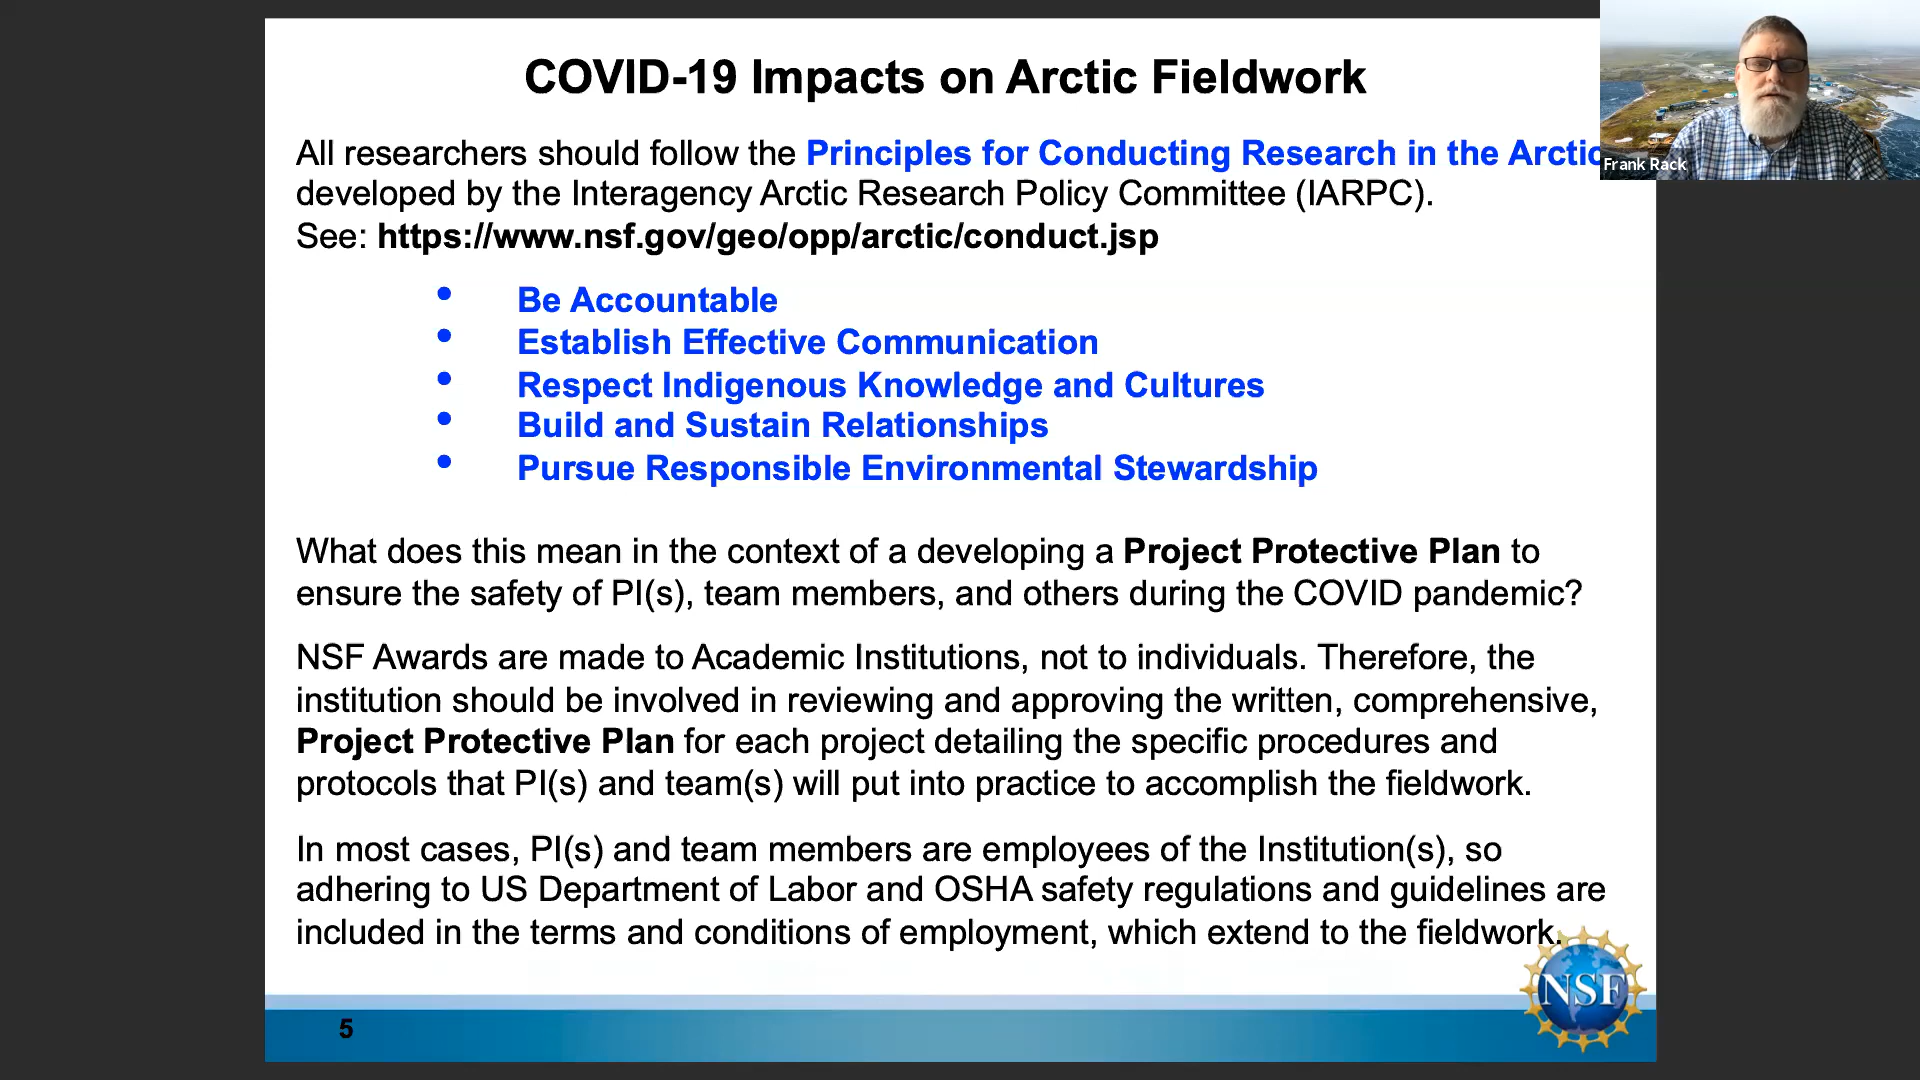 COVID-19 Impacts on Arctic Fieldwork
All researchers should follow the Principles for Conducting Research in the Arctic
developed by the Interagency Arctic Research Policy Committee (IARPC).
See: https://www.nsf.gov/geo/opp/arctic/conduct.jsp
Frank Rack
• Be Accountable
• Establish Effective Communication
• Respect Indigenous Knowledge and Cultures
• Build and Sustain Relationships
• Pursue Responsible Environmental Stewardship
What does this mean in the context of a developing a Project Protective Plan to
ensure the safety of PI(s), team members, and others during the COVID pandemic?
NSF Awards are made to Academic Institutions, not to individuals. Therefore, the
institution should be involved in reviewing and approving the written, comprehensive,
Project Protective Plan for each project detailing the specific procedures and
protocols that PI(s) and team(s) will put into practice to accomplish the fieldwork.
In most cases, PI(s) and team members are employees of the Institution(s), so
adhering to US Department of Labor and OSHA safety regulations and guidelines are
included in the terms and conditions of employment, which extend to the fieldwork.
NSF
5